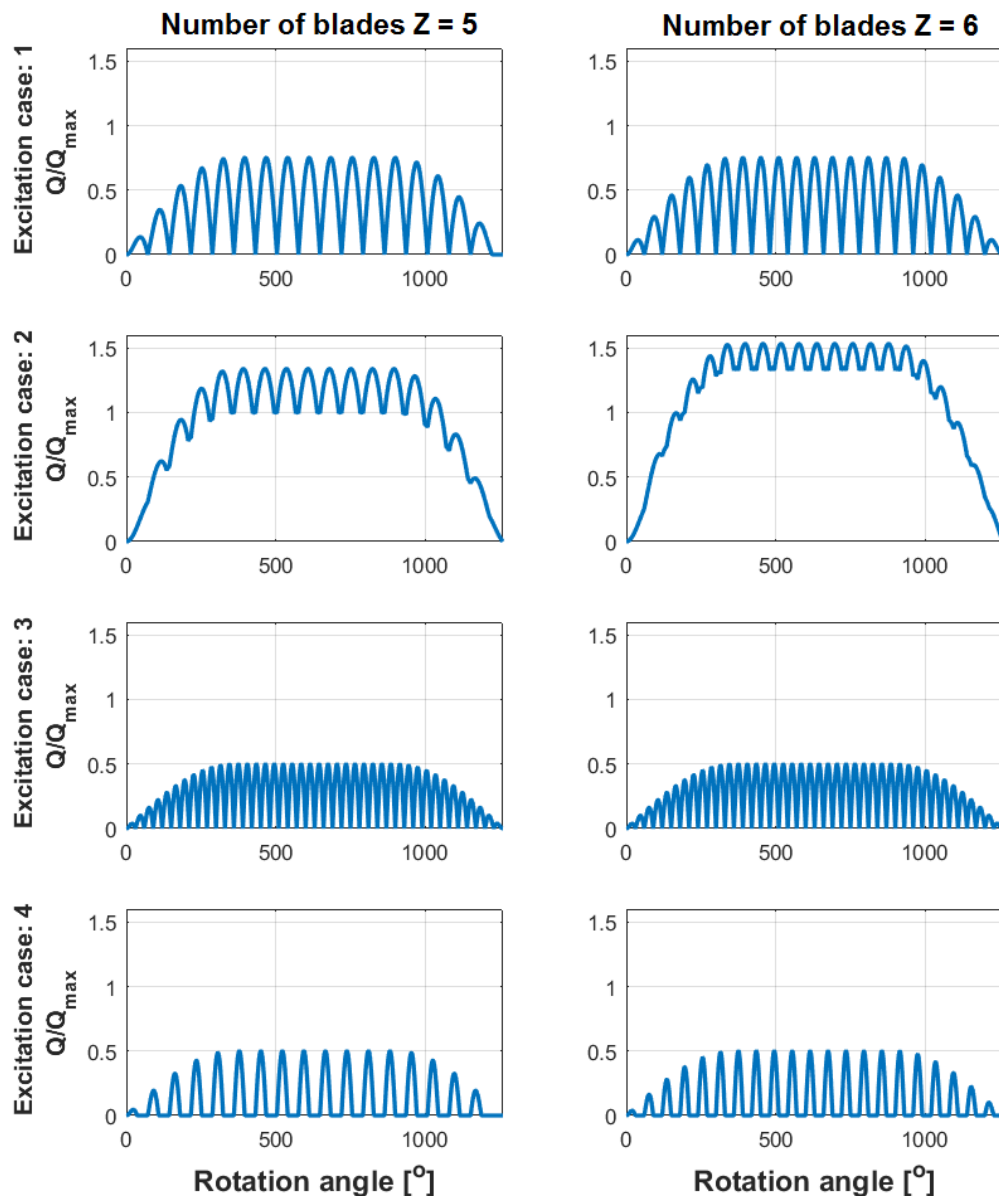 Number of blades Z = 5
Number of blades Z = 6
Excitation case: 1
Q/Q_max
1.5
1
0.5
0
0 500 1000
1.5
1
0.5
0
0 500 1000
Excitation case: 2
Q/Q_max
1.5
1
0.5
0
0 500 1000
1.5
1
0.5
0
0 500 1000
Excitation case: 3
Q/Q_max
1.5
1
0.5
0
0 500 1000
1.5
1
0.5
0
0 500 1000
Excitation case: 4
Q/Q_max
1.5
1
0.5
0
0 500 1000
1.5
1
0.5
0
0 500 1000
Rotation angle [°]
Rotation angle [°]